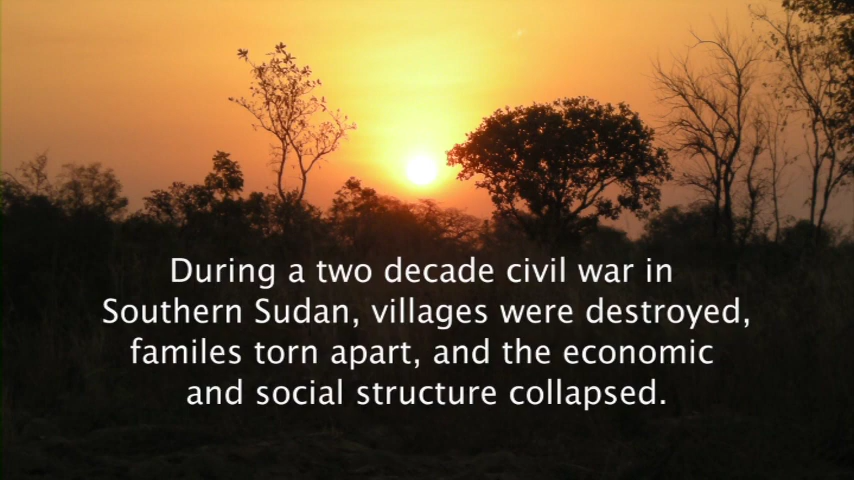 During a two decade civil war in
Southern Sudan, villages were destroyed,
familes torn apart, and the economic
and social structure collapsed.